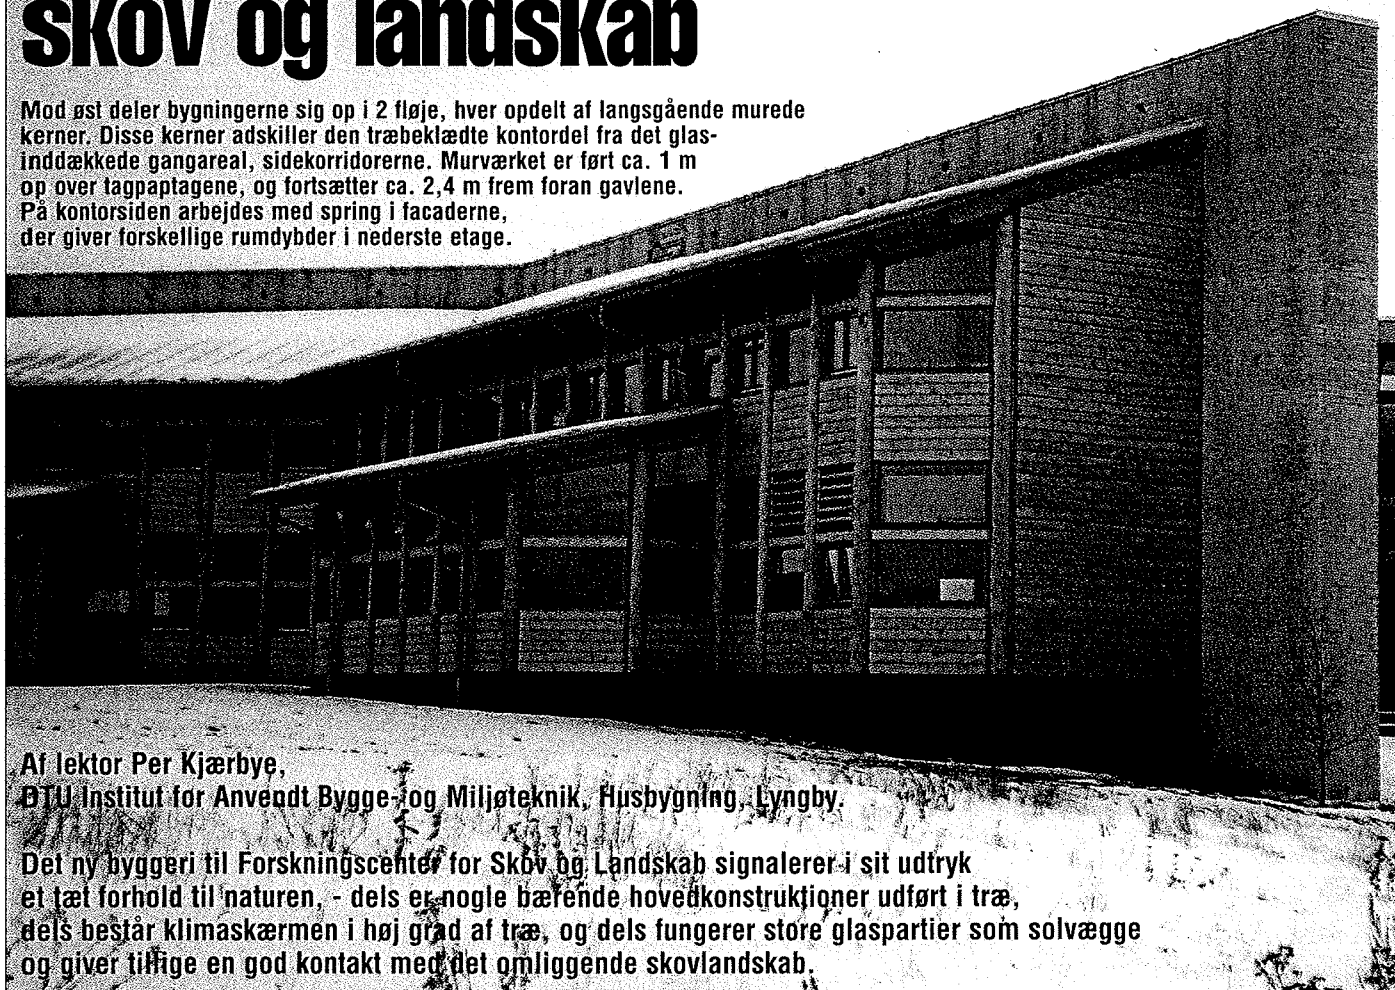 skov og landskab
Mod øst deler bygningerne sig op i 2 fløje, hver opdelt af langsgående murede
kerner. Disse kerner adskiller den træbeklædte kontordel fra det glas-
inddækkede gangareal, sidekorridorerne. Murværket er ført ca. 1 m
op over tagpaptagene, og fortsætter ca. 2,4 m frem foran gavlene.
På kontorsiden arbejdes med spring i facaderne,
der giver forskellige rumdybder i nederste etage.
Af lektor Per Kjærbye,
DTU Institut for Anvendt Bygge- og Miljøteknik, Husbygning, Lyngby.
Det ny byggeri til Forskningscenter for Skov og Landskab signalerer i sit udtryk
et tæt forhold til naturen, - dels er nogle bærende hovedkonstruktioner udført i træ,
dels består klimaskærmen i høj grad af træ, og dels fungerer store glaspartier som solvægge
og giver tillige en god kontakt med det omliggende skovlandskab.